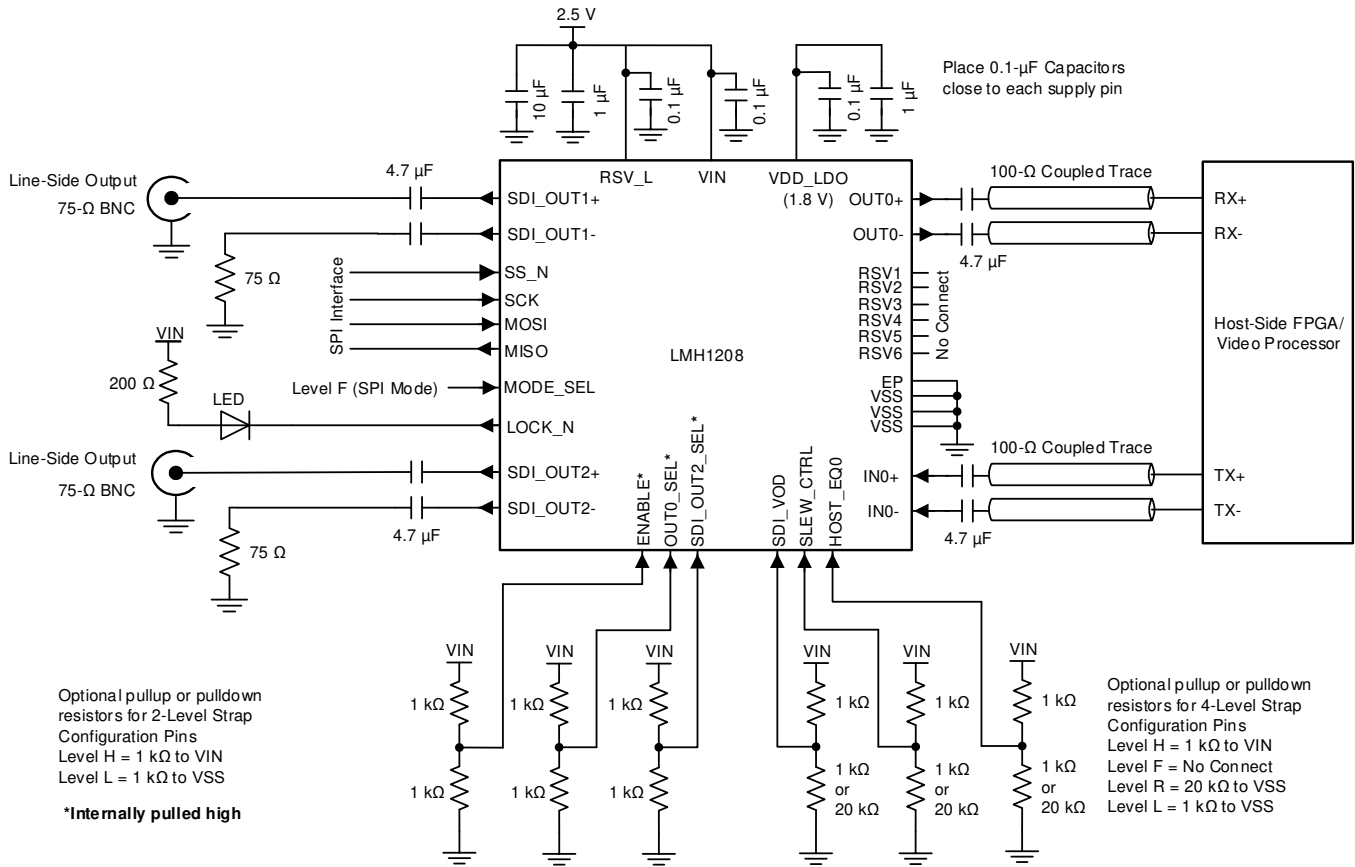 2.5 V
10 µF
1 µF
0.1 µF
0.1 µF
0.1 µF
1 µF
Place 0.1-µF Capacitors
close to each supply pin
RSV_L
VIN
VDD_LDO
(1.8 V)
Line-Side Output
75-Ω BNC
4.7 µF
SDI_OUT1+
SDI_OUT1-
75 Ω
SPI Interface
SS_N
SCK
MOSI
MISO
Level F (SPI Mode)
MODE_SEL
VIN
200 Ω
LED
LOCK_N
Line-Side Output
75-Ω BNC
SDI_OUT2+
SDI_OUT2-
4.7 µF
75 Ω
LMH1208
OUT0+
OUT0-
100-Ω Coupled Trace
4.7 µF
RX+
RX-
RSV1
RSV2
RSV3
RSV4
RSV5
RSV6
No Connect
Host-Side FPGA/
Video Processor
EP
VSS
VSS
VSS
100-Ω Coupled Trace
IN0+
IN0-
4.7 µF
TX+
TX-
ENABLE*
OUT0_SEL*
SDI_OUT2_SEL*
SDI_VOD
SLEW_CTRL
HOST_EQ0
VIN
VIN
VIN
VIN
VIN
VIN
1 kΩ
1 kΩ
1 kΩ
1 kΩ
1 kΩ
1 kΩ
1 kΩ
1 kΩ
1 kΩ
1 kΩ
or
20 kΩ
1 kΩ
or
20 kΩ
1 kΩ
or
20 kΩ
Optional pullup or pulldown
resistors for 2-Level Strap
Configuration Pins
Level H = 1 kΩ to VIN
Level L = 1 kΩ to VSS
*Internally pulled high
Optional pullup or pulldown
resistors for 4-Level Strap
Configuration Pins
Level H = 1 kΩ to VIN
Level F = No Connect
Level R = 20 kΩ to VSS
Level L = 1 kΩ to VSS